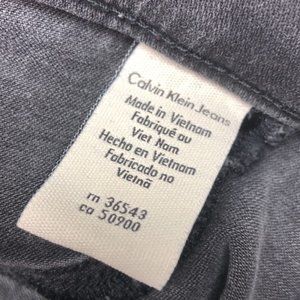 Calvin Klein Jeans
Made in Vietnam
Fabriqué au
Viet Nam
Hecho en Vietnam
Fabricado no
Vietnã
rn 36543
ca 50900